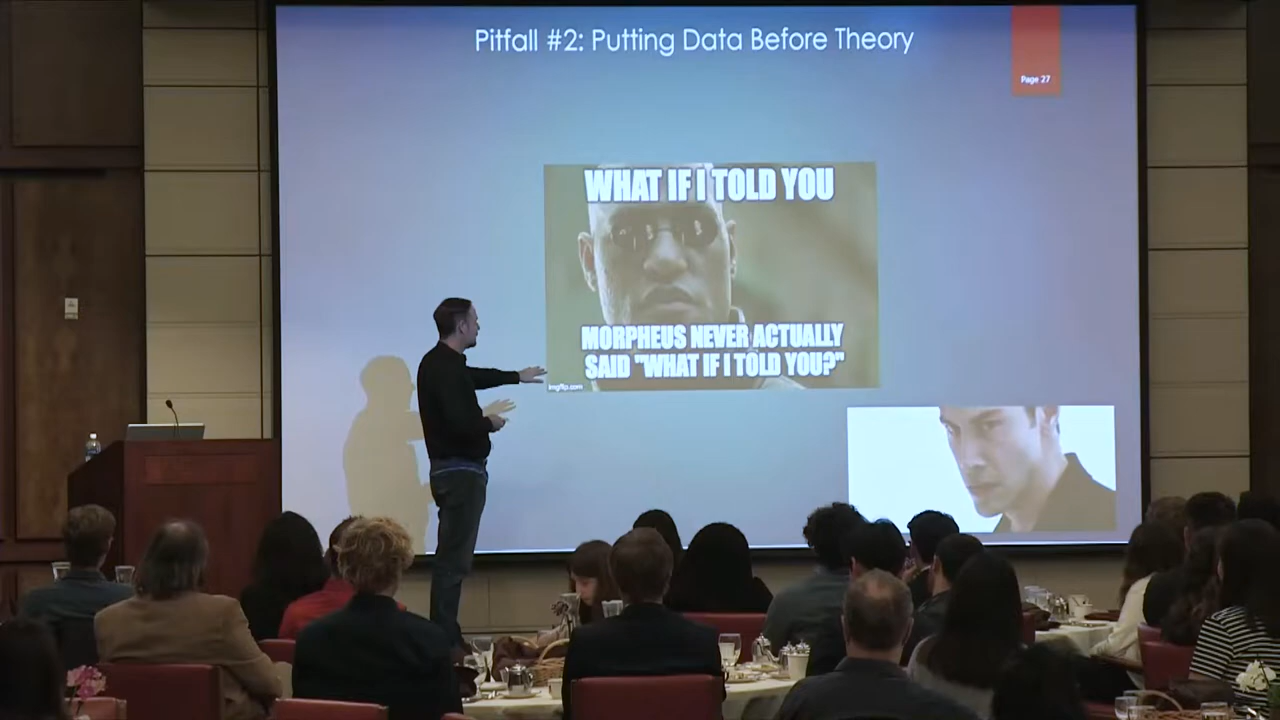 Pitfall #2: Putting Data Before Theory
Page 27
WHAT IF I TOLD YOU
MORPHEUS NEVER ACTUALLY
SAID "WHAT IF I TOLD YOU?"
imgflip.com